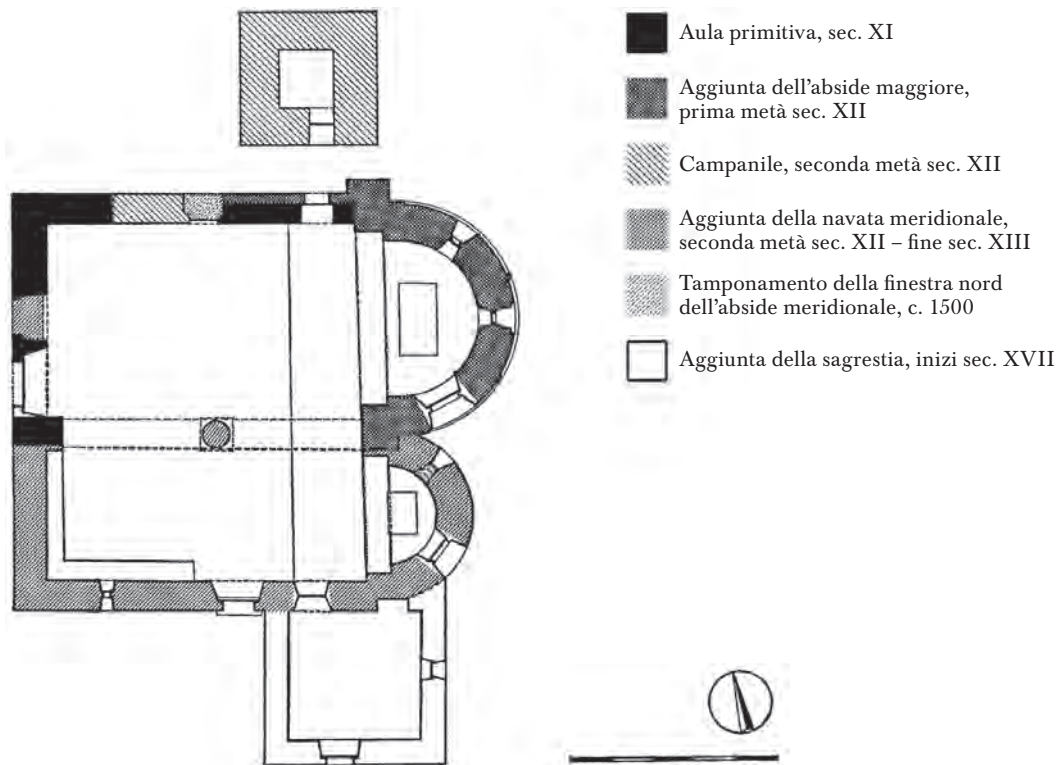 Aula primitiva, sec. XI
Aggiunta dell'abside maggiore,
prima metà sec. XII
Campanile, seconda metà sec. XII
Aggiunta della navata meridionale,
seconda metà sec. XII – fine sec. XIII
Tamponamento della finestra nord
dell'abside meridionale, c. 1500
Aggiunta della sagrestia, inizi sec. XVII